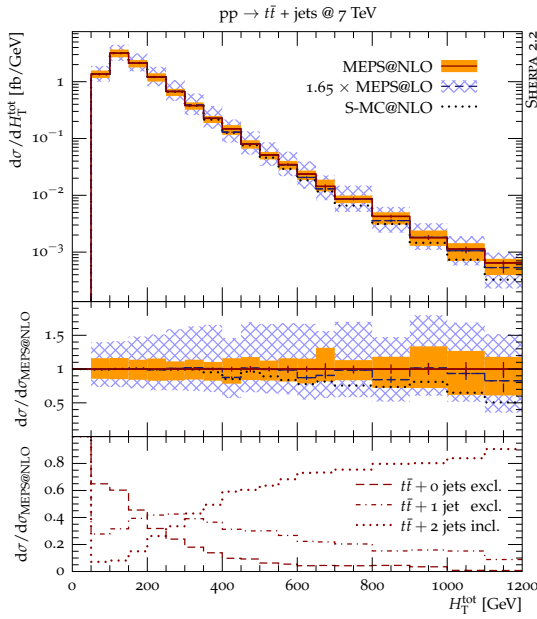 pp → tt̄ + jets @ 7 TeV
dσ/dH_T^tot [fb/GeV]
1
10⁻¹
10⁻²
10⁻³
MEPS@NLO
1.65 × MEPS@LO
S-MC@NLO
SHERPA 2.2
dσ/dσ_MEPS@NLO
1.5
1
0.5
dσ/dσ_MEPS@NLO
0.8
0.6
0.4
0.2
0
tt̄ + 0 jets excl.
tt̄ + 1 jet excl.
tt̄ + 2 jets incl.
0 200 400 600 800 1000 1200
H_T^tot [GeV]